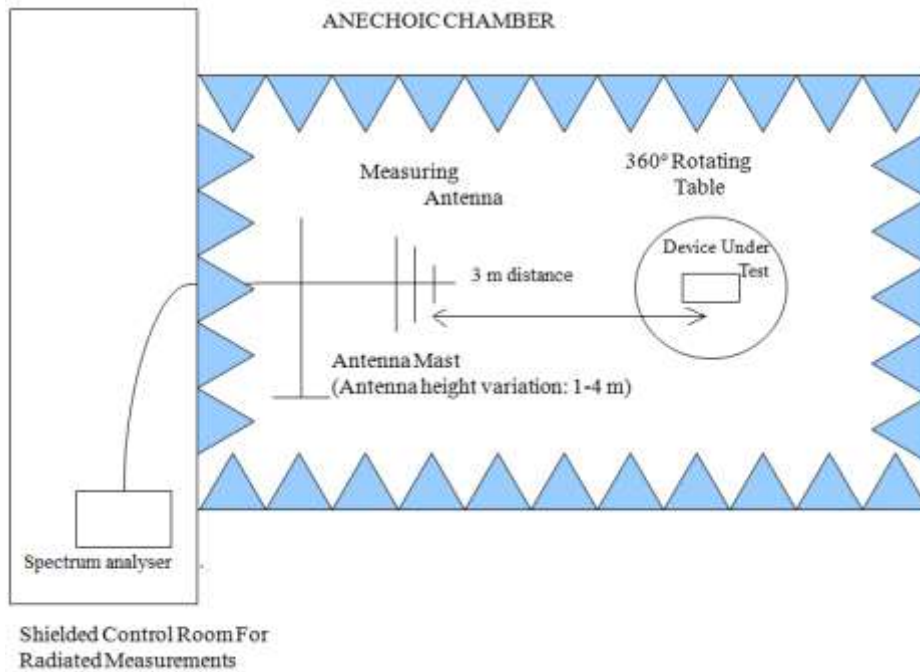 ANECHOIC CHAMBER
360° Rotating
Table
Measuring
Antenna
Device Under
Test
3 m distance
Antenna Mast
(Antenna height variation: 1-4 m)
Spectrum analyser
Shielded Control Room For
Radiated Measurements